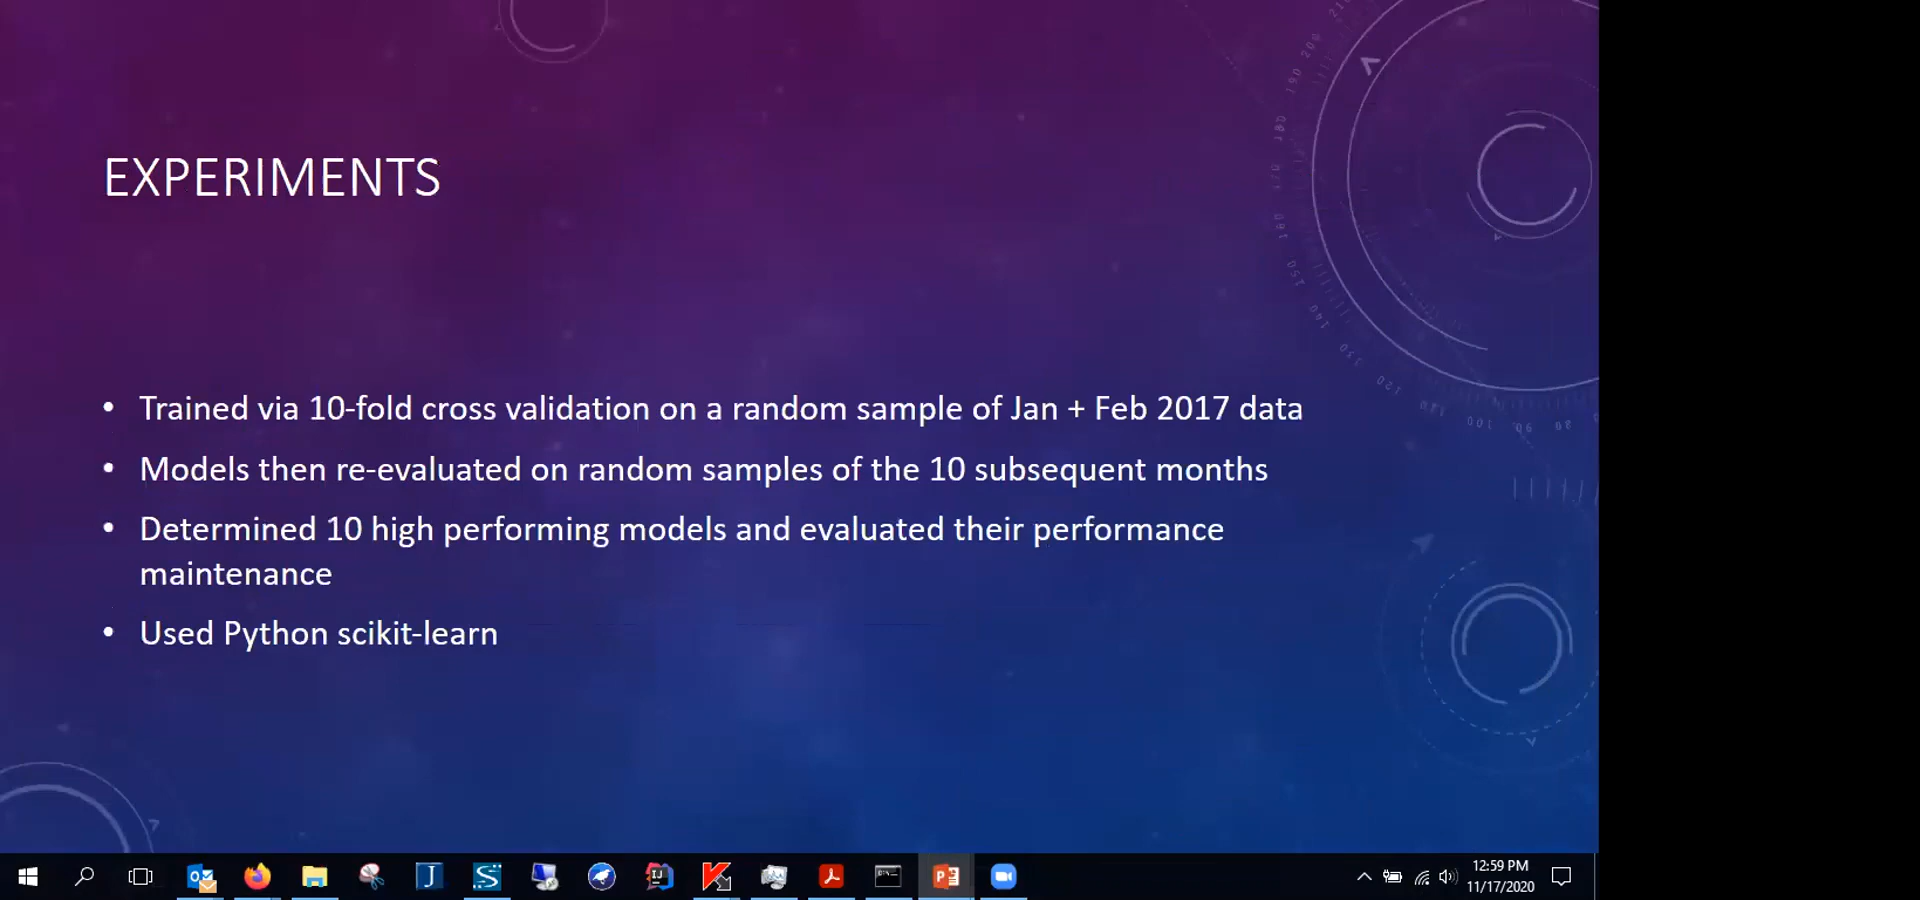 EXPERIMENTS
• Trained via 10-fold cross validation on a random sample of Jan + Feb 2017 data
• Models then re-evaluated on random samples of the 10 subsequent months
• Determined 10 high performing models and evaluated their performance
maintenance
• Used Python scikit-learn
12:59 PM
11/17/2020